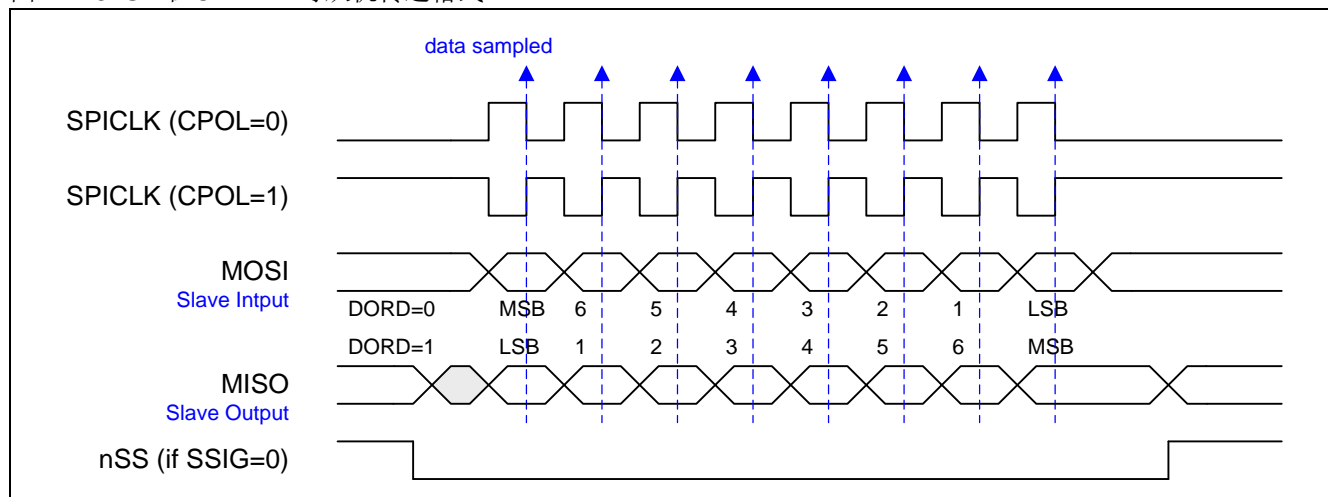 data sampled
SPICLK (CPOL=0)
SPICLK (CPOL=1)
MOSI
Slave Intput
DORD=0 MSB 6 5 4 3 2 1 LSB
DORD=1 LSB 1 2 3 4 5 6 MSB
MISO
Slave Output
nSS (if SSIG=0)